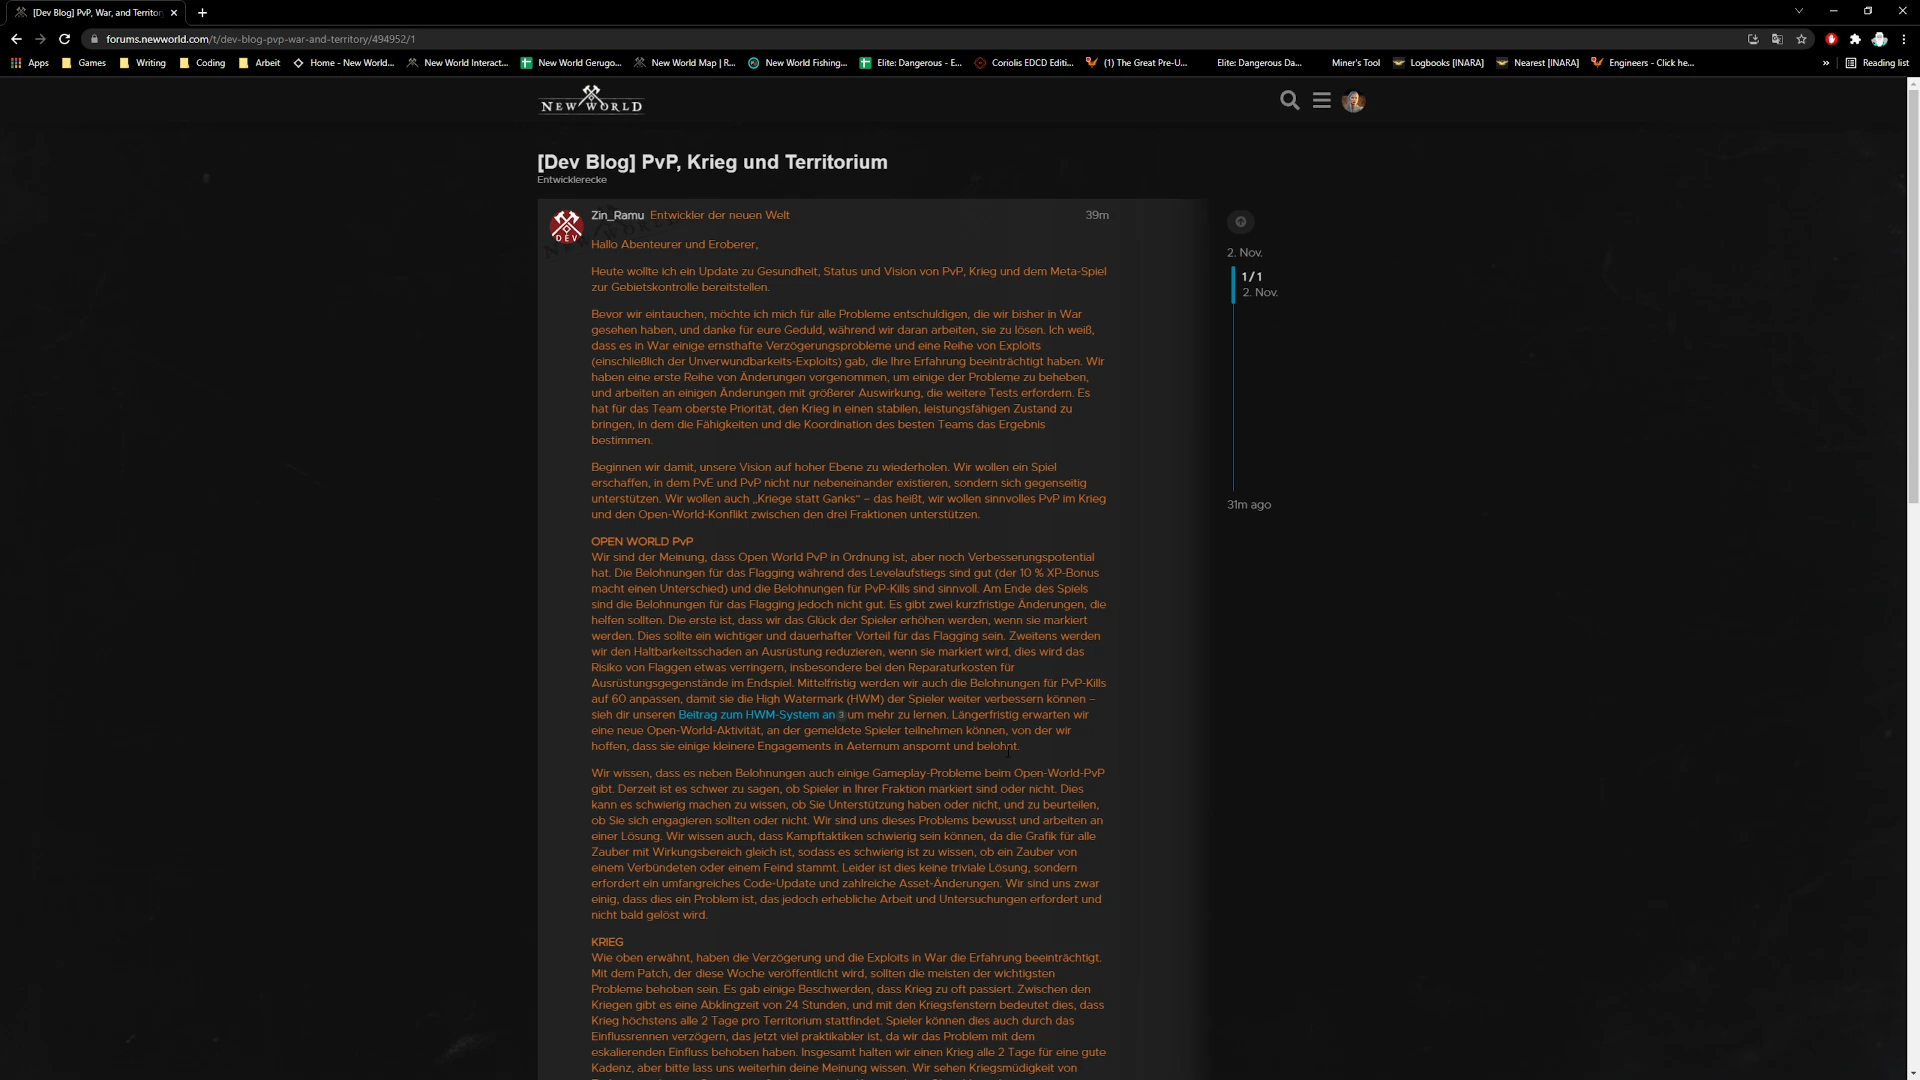 [Dev Blog] PvP, War, and Territor
forums.newworld.com/t/dev-blog-pvp-war-and-territory/494952/1
Apps Games Writing Coding Arbeit Home - New World... New World Interact... New World Gerugo... New World Map | R... New World Fishing... Elite: Dangerous - E... Coriolis EDCD Editi... (1) The Great Pre-U... Elite: Dangerous Da... Miner's Tool Logbooks [INARA] Nearest [INARA] Engineers - Click he... » Reading list
NEW WORLD
[Dev Blog] PvP, Krieg und Territorium
Entwicklerecke
DEV
Zin_Ramu Entwickler der neuen Welt 39m
Hallo Abenteurer und Eroberer,
Heute wollte ich ein Update zu Gesundheit, Status und Vision von PvP, Krieg und dem Meta-Spiel
zur Gebietskontrolle bereitstellen.
Bevor wir eintauchen, möchte ich mich für alle Probleme entschuldigen, die wir bisher in War
gesehen haben, und danke für eure Geduld, während wir daran arbeiten, sie zu lösen. Ich weiß,
dass es in War einige ernsthafte Verzögerungsprobleme und eine Reihe von Exploits
(einschließlich der Unverwundbarkeits-Exploits) gab, die Ihre Erfahrung beeinträchtigt haben. Wir
haben eine erste Reihe von Änderungen vorgenommen, um einige der Probleme zu beheben,
und arbeiten an einigen Änderungen mit größerer Auswirkung, die weitere Tests erfordern. Es
hat für das Team oberste Priorität, den Krieg in einen stabilen, leistungsfähigen Zustand zu
bringen, in dem die Fähigkeiten und die Koordination des besten Teams das Ergebnis
bestimmen.
Beginnen wir damit, unsere Vision auf hoher Ebene zu wiederholen. Wir wollen ein Spiel
erschaffen, in dem PvE und PvP nicht nur nebeneinander existieren, sondern sich gegenseitig
unterstützen. Wir wollen auch „Kriege statt Ganks“ – das heißt, wir wollen sinnvolles PvP im Krieg
und den Open-World-Konflikt zwischen den drei Fraktionen unterstützen.
OPEN WORLD PvP
Wir sind der Meinung, dass Open World PvP in Ordnung ist, aber noch Verbesserungspotential
hat. Die Belohnungen für das Flagging während des Levelaufstiegs sind gut (der 10 % XP-Bonus
macht einen Unterschied) und die Belohnungen für PvP-Kills sind sinnvoll. Am Ende des Spiels
sind die Belohnungen für das Flagging jedoch nicht gut. Es gibt zwei kurzfristige Änderungen, die
helfen sollten. Die erste ist, dass wir das Glück der Spieler erhöhen werden, wenn sie markiert
werden. Dies sollte ein wichtiger und dauerhafter Vorteil für das Flagging sein. Zweitens werden
wir den Haltbarkeitsschaden an Ausrüstung reduzieren, wenn sie markiert wird, dies wird das
Risiko von Flaggen etwas verringern, insbesondere bei den Reparaturkosten für
Ausrüstungsgegenstände im Endspiel. Mittelfristig werden wir auch die Belohnungen für PvP-Kills
auf 60 anpassen, damit sie die High Watermark (HWM) der Spieler weiter verbessern können –
sieh dir unseren Beitrag zum HWM-System an 3 um mehr zu lernen. Längerfristig erwarten wir
eine neue Open-World-Aktivität, an der gemeldete Spieler teilnehmen können, von der wir
hoffen, dass sie einige kleinere Engagements in Aeternum anspornt und belohnt.
Wir wissen, dass es neben Belohnungen auch einige Gameplay-Probleme beim Open-World-PvP
gibt. Derzeit ist es schwer zu sagen, ob Spieler in Ihrer Fraktion markiert sind oder nicht. Dies
kann es schwierig machen zu wissen, ob Sie Unterstützung haben oder nicht, und zu beurteilen,
ob Sie sich engagieren sollten oder nicht. Wir sind uns dieses Problems bewusst und arbeiten an
einer Lösung. Wir wissen auch, dass Kampftaktiken schwierig sein können, da die Grafik für alle
Zauber mit Wirkungsbereich gleich ist, sodass es schwierig ist zu wissen, ob ein Zauber von
einem Verbündeten oder einem Feind stammt. Leider ist dies keine triviale Lösung, sondern
erfordert ein umfangreiches Code-Update und zahlreiche Asset-Änderungen. Wir sind uns zwar
einig, dass dies ein Problem ist, das jedoch erhebliche Arbeit und Untersuchungen erfordert und
nicht bald gelöst wird.
KRIEG
Wie oben erwähnt, haben die Verzögerung und die Exploits in War die Erfahrung beeinträchtigt.
Mit dem Patch, der diese Woche veröffentlicht wird, sollten die meisten der wichtigsten
Probleme behoben sein. Es gab einige Beschwerden, dass Krieg zu oft passiert. Zwischen den
Kriegen gibt es eine Abklingzeit von 24 Stunden, und mit den Kriegsfenstern bedeutet dies, dass
Krieg höchstens alle 2 Tage pro Territorium stattfindet. Spieler können dies auch durch das
Einflussrennen verzögern, das jetzt viel praktikabler ist, da wir das Problem mit dem
eskalierenden Einfluss behoben haben. Insgesamt halten wir einen Krieg alle 2 Tage für eine gute
Kadenz, aber bitte lass uns weiterhin deine Meinung wissen. Wir sehen Kriegsmüdigkeit von
2. Nov.
1/1
2. Nov.
31m ago